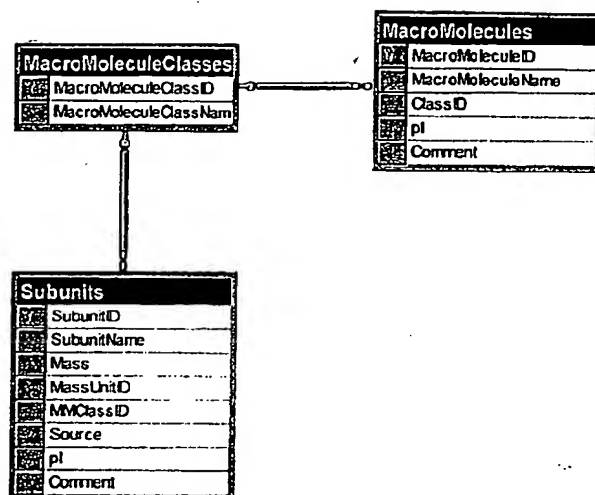 MacroMoleculeClasses
MacroMoleculeClassID
MacroMoleculeClassNam
MacroMolecules
MacroMoleculeID
MacroMoleculeName
ClassID
pI
Comment
Subunits
SubunitID
SubunitName
Mass
MassUnitID
MMClassID
Source
pI
Comment